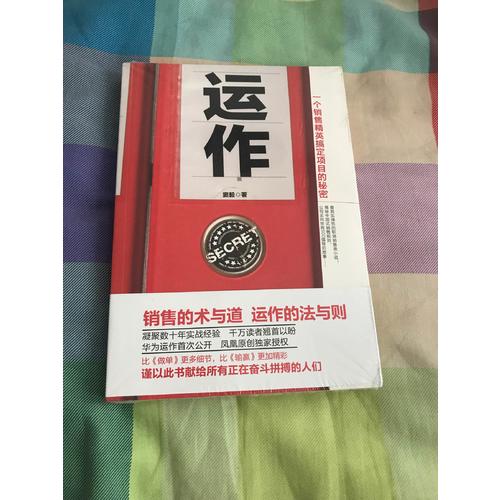 运作
窦毅◎著
一个销售精英搞定项目的秘密
SECRET
销售的术与道 运作的法与则
凝聚数十年实战经验 千万读者翘首以盼
华为运作首次公开 凤凰原创独家授权
比《做单》更多细节，比《输赢》更加精彩
谨以此书献给所有正在奋斗拼搏的人们